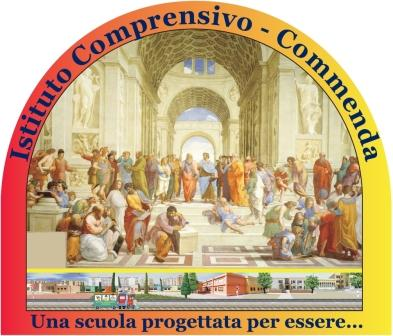 Istituto Comprensivo - Commenda
Una scuola progettata per essere...